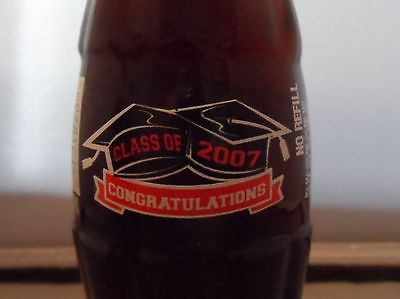 CLASS OF 2007
CONGRATULATIONS
NO REFILL